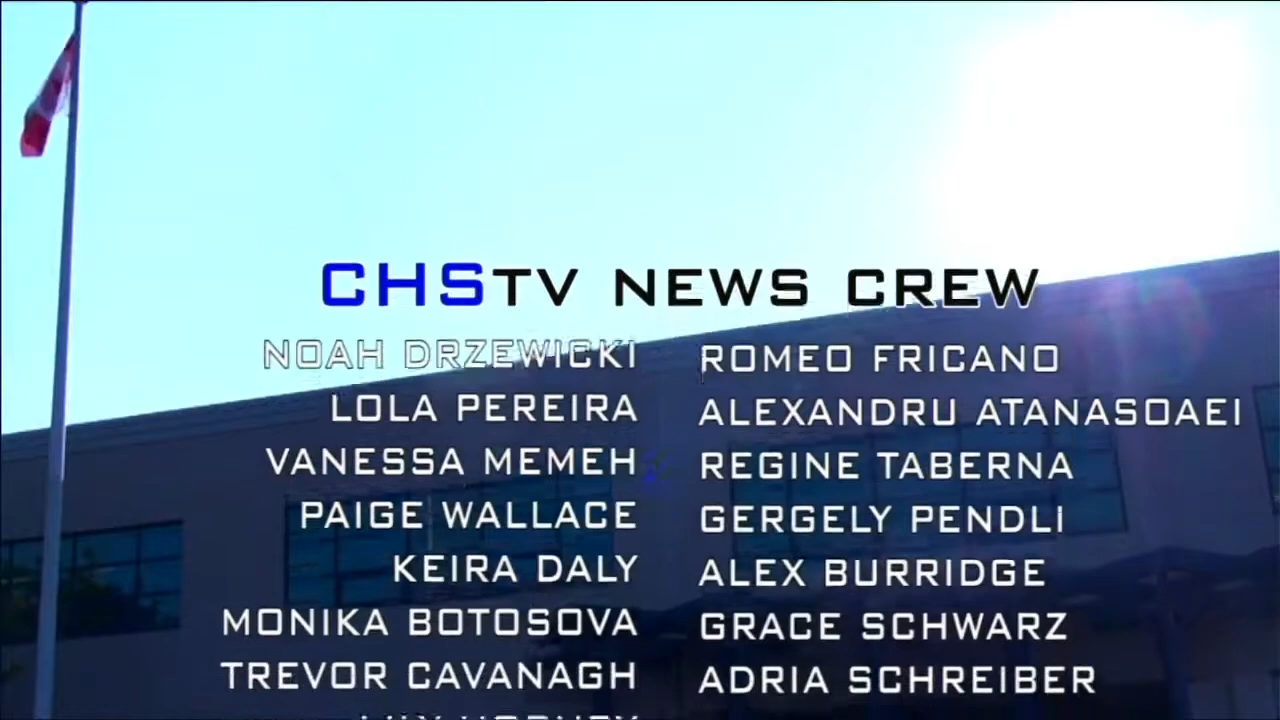 CHSTV NEWS CREW
NOAH DRZEWICKI
LOLA PEREIRA
VANESSA MEMEH
PAIGE WALLACE
KEIRA DALY
MONIKA BOTOSOVA
TREVOR CAVANAGH
ROMEO FRICANO
ALEXANDRU ATANASOAEI
REGINE TABERNA
GERGELY PENDLI
ALEX BURRIDGE
GRACE SCHWARZ
ADRIA SCHREIBER